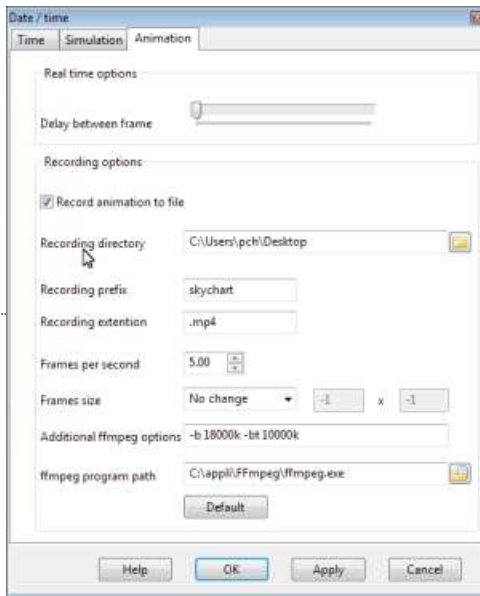 Date / time
Time Simulation Animation
Real time options
Delay between frame
Recording options
Record animation to file
Recording directory C:\Users\pch\Desktop
Recording prefix skychart
Recording extention .mp4
Frames per second 5.00
Frames size No change -1 x -1
Additional ffmpeg options -b 18000k -bt 10000k
ffmpeg program path C:\appli\FFmpeg\ffmpeg.exe
Default
Help OK Apply Cancel